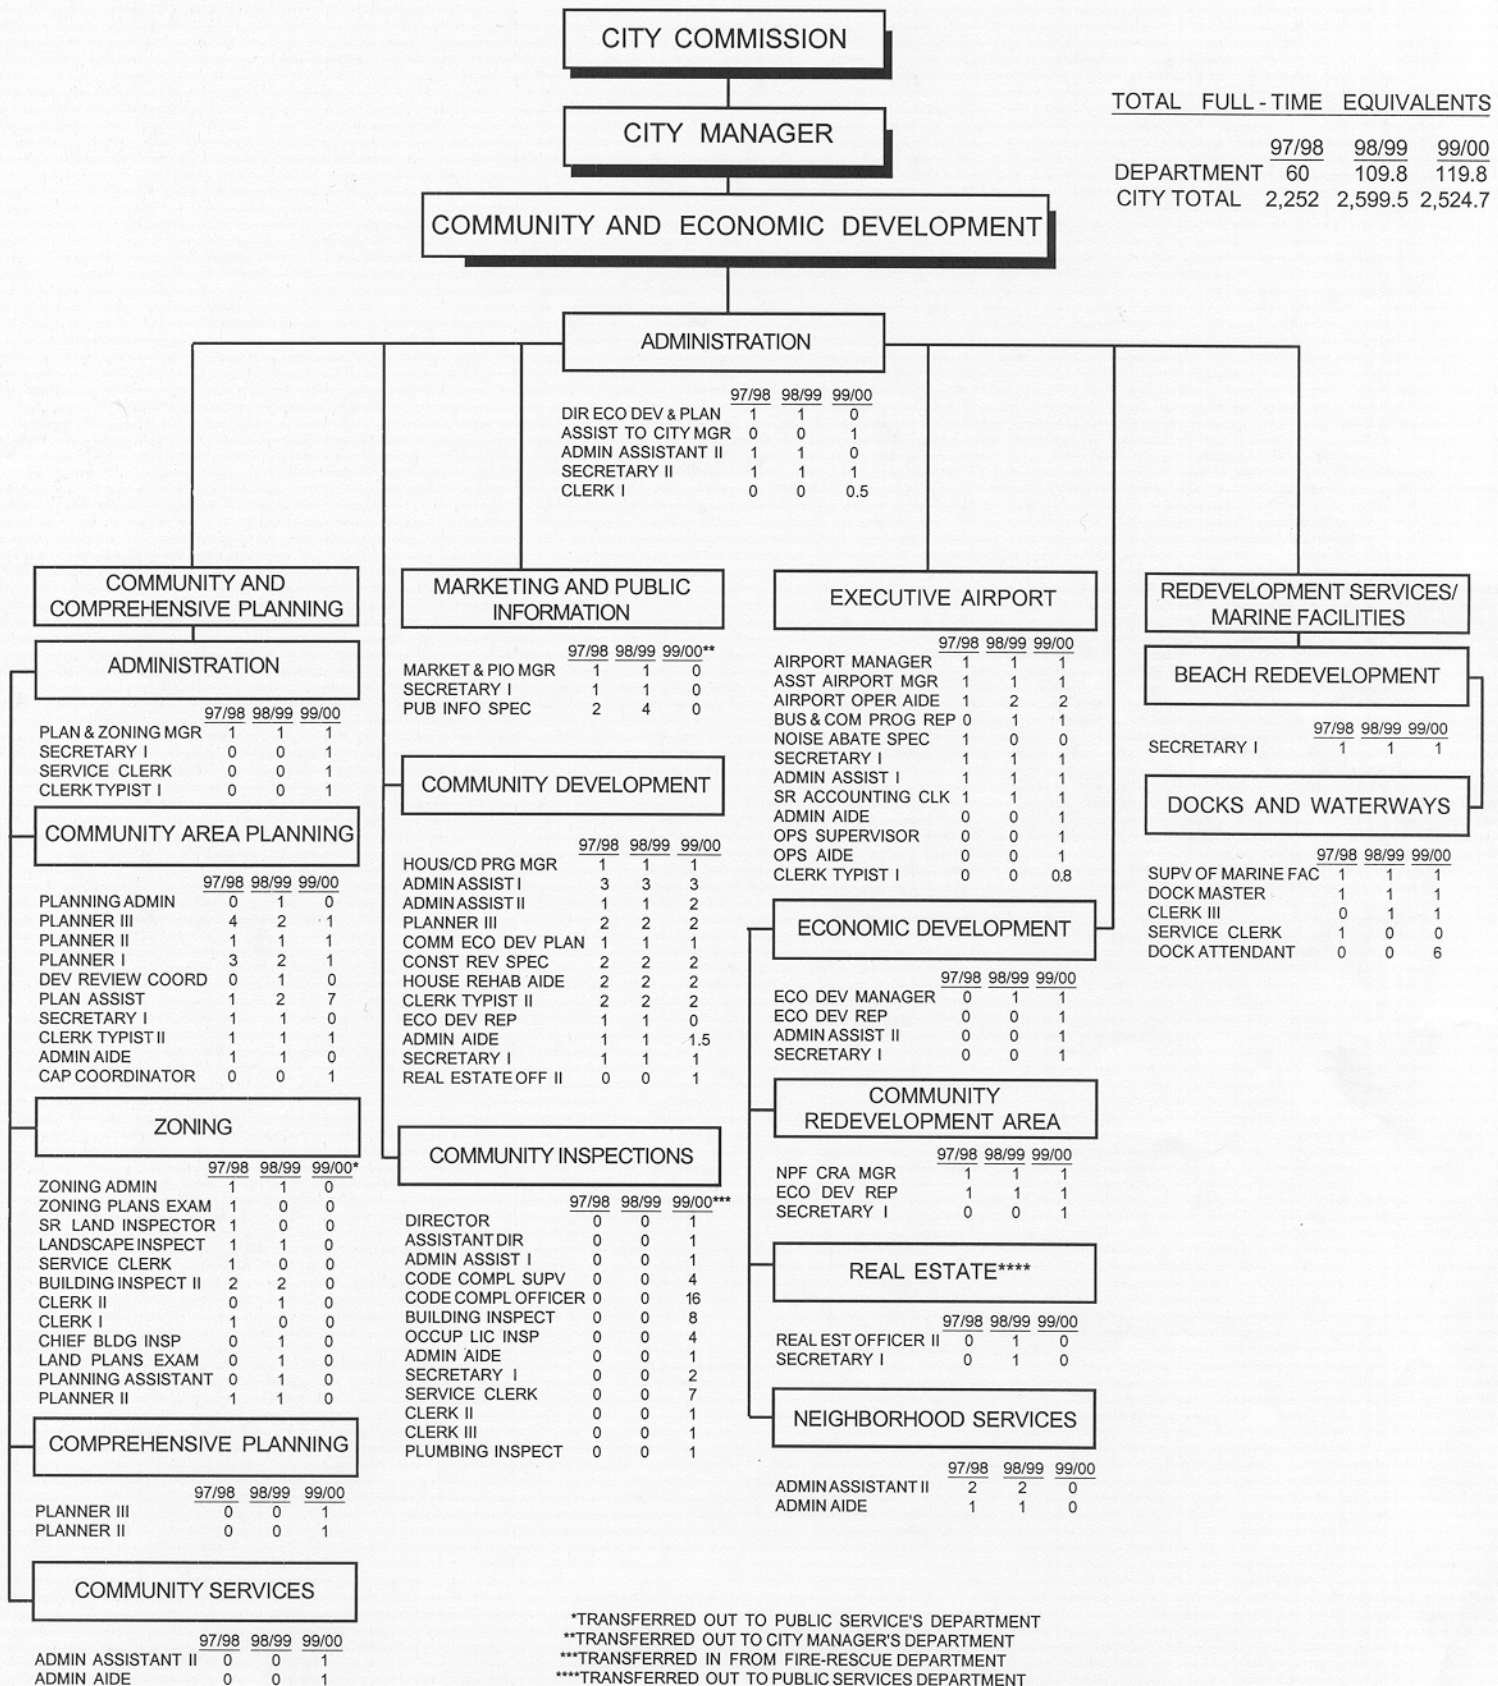 CITY COMMISSION
CITY MANAGER
COMMUNITY AND ECONOMIC DEVELOPMENT
TOTAL FULL - TIME EQUIVALENTS
97/98 98/99 99/00
DEPARTMENT 60 109.8 119.8
CITY TOTAL 2,252 2,599.5 2,524.7
ADMINISTRATION
97/98 98/99 99/00
DIR ECO DEV & PLAN 1 1 0
ASSIST TO CITY MGR 0 0 1
ADMIN ASSISTANT II 1 1 0
SECRETARY II 1 1 1
CLERK I 0 0 0.5
COMMUNITY AND
COMPREHENSIVE PLANNING
ADMINISTRATION
97/98 98/99 99/00
PLAN & ZONING MGR 1 1 1
SECRETARY I 0 0 1
SERVICE CLERK 0 0 1
CLERK TYPIST I 0 0 1
COMMUNITY AREA PLANNING
97/98 98/99 99/00
PLANNING ADMIN 0 1 0
PLANNER III 4 2 1
PLANNER II 1 1 1
PLANNER I 3 2 1
DEV REVIEW COORD 0 1 0
PLAN ASSIST 1 2 7
SECRETARY I 1 1 0
CLERK TYPIST II 1 1 1
ADMIN AIDE 1 1 0
CAP COORDINATOR 0 0 1
ZONING
97/98 98/99 99/00*
ZONING ADMIN 1 1 0
ZONING PLANS EXAM 1 0 0
SR LAND INSPECTOR 1 0 0
LANDSCAPE INSPECT 1 1 0
SERVICE CLERK 1 0 0
BUILDING INSPECT II 2 2 0
CLERK II 0 1 0
CLERK I 1 0 0
CHIEF BLDG INSP 0 1 0
LAND PLANS EXAM 0 1 0
PLANNING ASSISTANT 0 1 0
PLANNER II 1 1 0
COMPREHENSIVE PLANNING
97/98 98/99 99/00
PLANNER III 0 0 1
PLANNER II 0 0 1
COMMUNITY SERVICES
97/98 98/99 99/00
ADMIN ASSISTANT II 0 0 1
ADMIN AIDE 0 0 1
MARKETING AND PUBLIC
INFORMATION
97/98 98/99 99/00**
MARKET & PIO MGR 1 1 0
SECRETARY I 1 1 0
PUB INFO SPEC 2 4 0
COMMUNITY DEVELOPMENT
97/98 98/99 99/00
HOUS/CD PRG MGR 1 1 1
ADMIN ASSIST I 3 3 3
ADMIN ASSIST II 1 1 2
PLANNER III 2 2 2
COMM ECO DEV PLAN 1 1 1
CONST REV SPEC 2 2 2
HOUSE REHAB AIDE 2 2 2
CLERK TYPIST II 2 2 2
ECO DEV REP 1 1 0
ADMIN AIDE 1 1 1.5
SECRETARY I 1 1 1
REAL ESTATE OFF II 0 0 1
COMMUNITY INSPECTIONS
97/98 98/99 99/00***
DIRECTOR 0 0 1
ASSISTANT DIR 0 0 1
ADMIN ASSIST I 0 0 1
CODE COMPL SUPV 0 0 4
CODE COMPL OFFICER 0 0 16
BUILDING INSPECT 0 0 8
OCCUP LIC INSP 0 0 4
ADMIN AIDE 0 0 1
SECRETARY I 0 0 2
SERVICE CLERK 0 0 7
CLERK II 0 0 1
CLERK III 0 0 1
PLUMBING INSPECT 0 0 1
EXECUTIVE AIRPORT
97/98 98/99 99/00
AIRPORT MANAGER 1 1 1
ASST AIRPORT MGR 1 1 1
AIRPORT OPER AIDE 1 2 2
BUS & COM PROG REP 0 1 1
NOISE ABATE SPEC 1 0 0
SECRETARY I 1 1 1
ADMIN ASSIST I 1 1 1
SR ACCOUNTING CLK 1 1 1
ADMIN AIDE 0 0 1
OPS SUPERVISOR 0 0 1
OPS AIDE 0 0 1
CLERK TYPIST I 0 0 0.8
ECONOMIC DEVELOPMENT
97/98 98/99 99/00
ECO DEV MANAGER 0 1 1
ECO DEV REP 0 0 1
ADMIN ASSIST II 0 0 1
SECRETARY I 0 0 1
COMMUNITY
REDEVELOPMENT AREA
97/98 98/99 99/00
NPF CRA MGR 1 1 1
ECO DEV REP 1 1 1
SECRETARY I 0 0 1
REAL ESTATE****
97/98 98/99 99/00
REAL EST OFFICER II 0 1 0
SECRETARY I 0 1 0
NEIGHBORHOOD SERVICES
97/98 98/99 99/00
ADMIN ASSISTANT II 2 2 0
ADMIN AIDE 1 1 0
REDEVELOPMENT SERVICES/
MARINE FACILITIES
BEACH REDEVELOPMENT
97/98 98/99 99/00
SECRETARY I 1 1 1
DOCKS AND WATERWAYS
97/98 98/99 99/00
SUPV OF MARINE FAC 1 1 1
DOCK MASTER 1 1 1
CLERK III 0 1 1
SERVICE CLERK 1 0 0
DOCK ATTENDANT 0 0 6
*TRANSFERRED OUT TO PUBLIC SERVICE'S DEPARTMENT
**TRANSFERRED OUT TO CITY MANAGER'S DEPARTMENT
***TRANSFERRED IN FROM FIRE-RESCUE DEPARTMENT
****TRANSFERRED OUT TO PUBLIC SERVICES DEPARTMENT